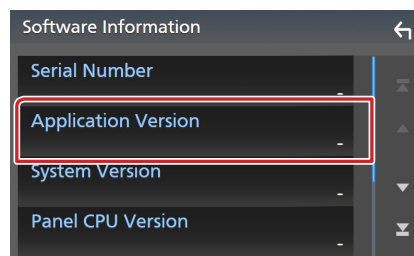 Software Information
Serial Number
-
Application Version
-
System Version
-
Panel CPU Version
-